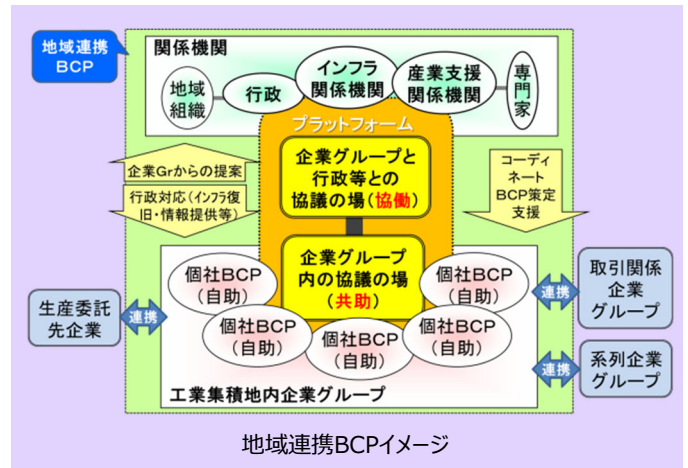 地域連携
BCP
関係機関
地域
組織
行政
インフラ
関係機関
産業支援
関係機関
専
門
家
プラットフォーム
企業グループと
行政等との
協議の場(協働)
企業Grからの提案
行政対応(インフラ復
旧・情報提供等)
コーディ
ネート
BCP策定
支援
企業グループ
内の協議の場
(共助)
個社BCP
(自助)
個社BCP
(自助)
個社BCP
(自助)
個社BCP
(自助)
個社BCP
(自助)
工業集積地内企業グループ
生産委託
先企業
連携
連携
取引関係
企業
グループ
連携
系列企業
グループ
地域連携BCPイメージ